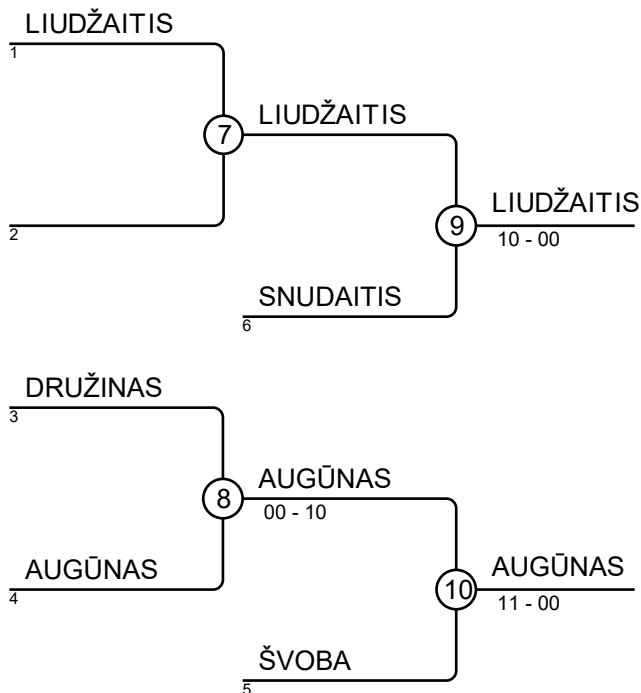 LIUDŽAITIS
1
7
LIUDŽAITIS
2
9
LIUDŽAITIS
10 - 00
SNUDAITIS
6
DRUŽINAS
3
8
AUGŪNAS
00 - 10
AUGŪNAS
4
10
AUGŪNAS
11 - 00
ŠVOBA
5